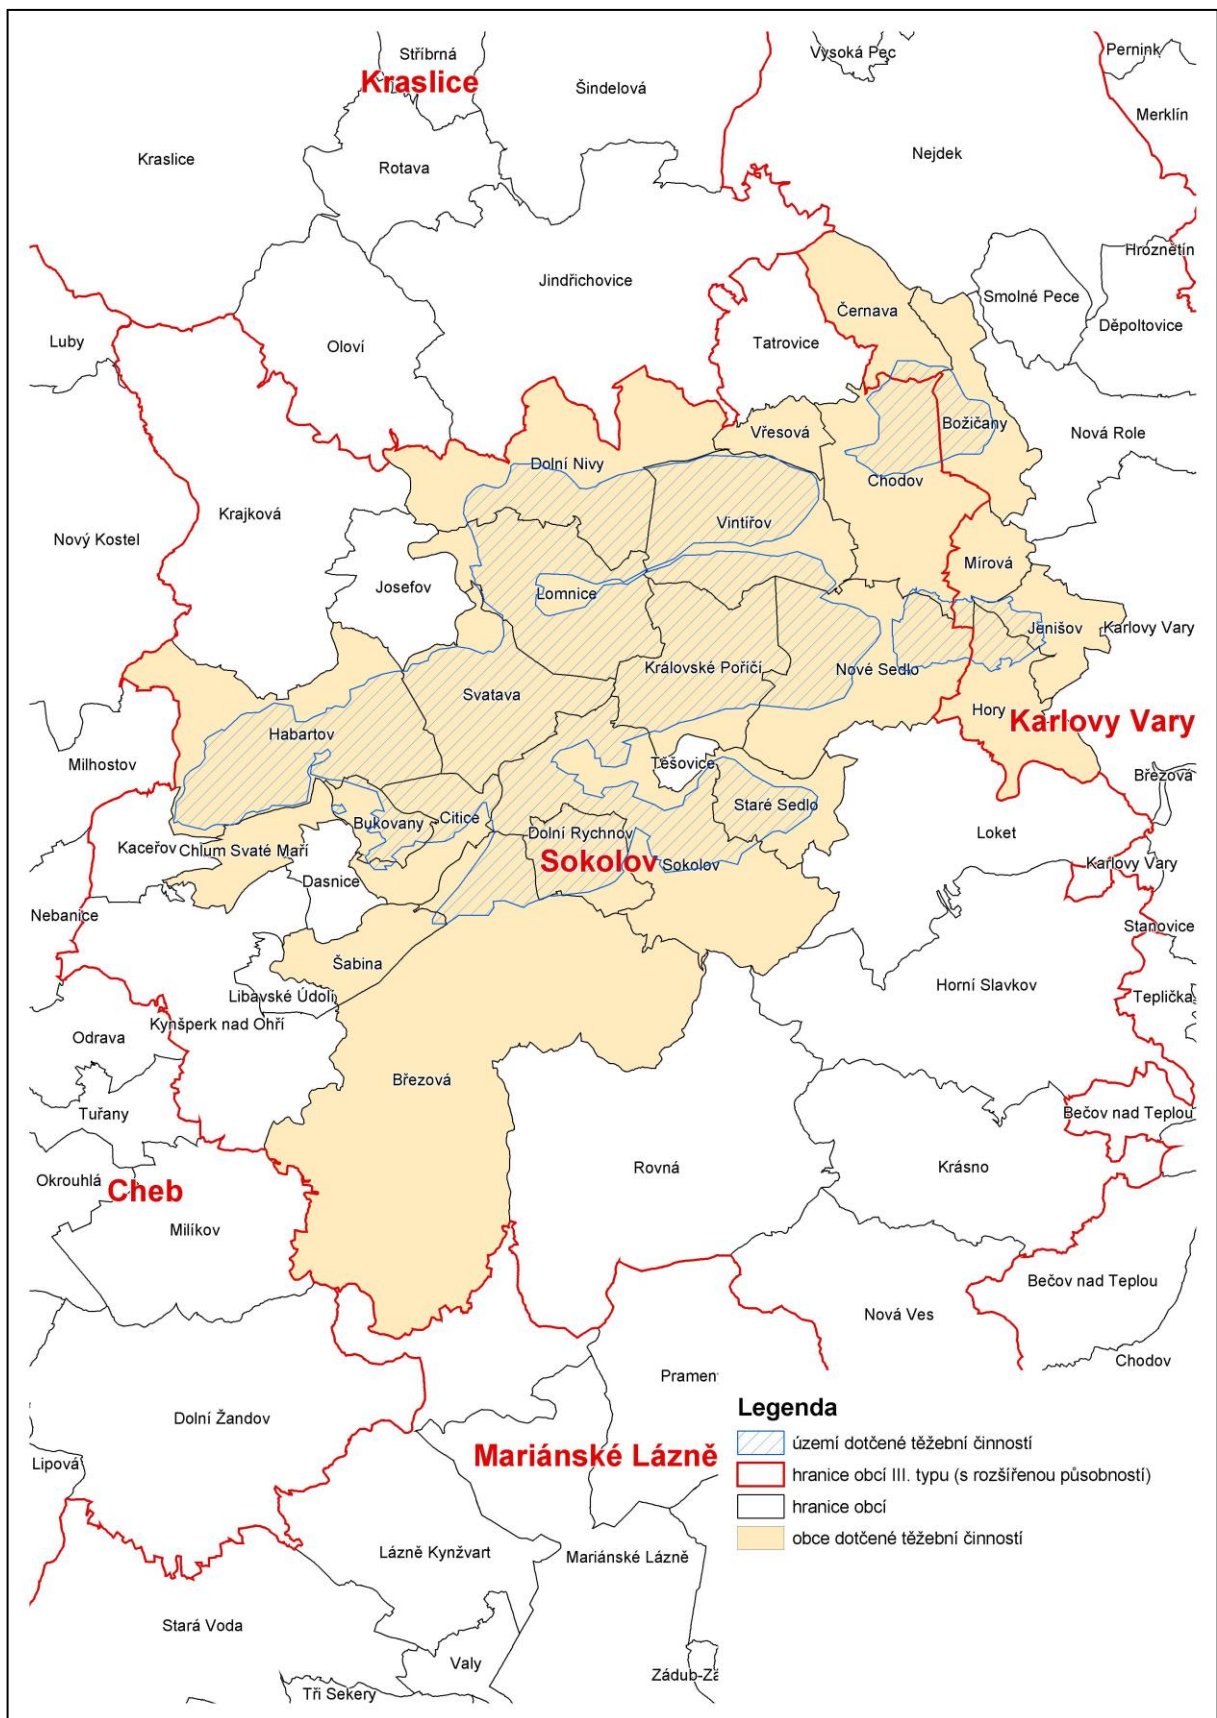 Stříbrná
Vysoká Pec
Pernink
Kraslice
Šindelová
Merklín
Kraslice
Rotava
Nejdek
Hroznětín
Jindřichovice
Smolné Pece
Černava
Děpoltovice
Luby
Oloví
Tatrovice
Božičany
Vřesová
Nová Role
Dolní Nivy
Chodov
Krajková
Vintířov
Nový Kostel
Mírová
Josefov
Lomnice
Jenišov
Karlovy Vary
Královské Poříčí
Nové Sedlo
Svatava
Hory
Karlovy Vary
Habartov
Milhostov
Těšovice
Březová
Staré Sedlo
Bukovany
Citice
Dolní Rychnov
Loket
Kaceřov
Chlum Svaté Maří
Sokolov
Sokolov
Karlovy Vary
Dasnice
Nebanice
Stanovice
Šabina
Horní Slavkov
Libavské Údolí
Teplička
Kynšperk nad Ohří
Odrava
Březová
Tuřany
Bečov nad Teplou
Rovná
Krásno
Okrouhlá
Cheb
Milíkov
Bečov nad Teplou
Nová Ves
Chodov
Pramen
Legenda
Dolní Žandov
území dotčené těžební činností
Mariánské Lázně
Lipová
hranice obcí III. typu (s rozšířenou působností)
hranice obcí
obce dotčené těžební činností
Lázně Kynžvart
Mariánské Lázně
Stará Voda
Valy
Zádub-Zá
Tři Sekery